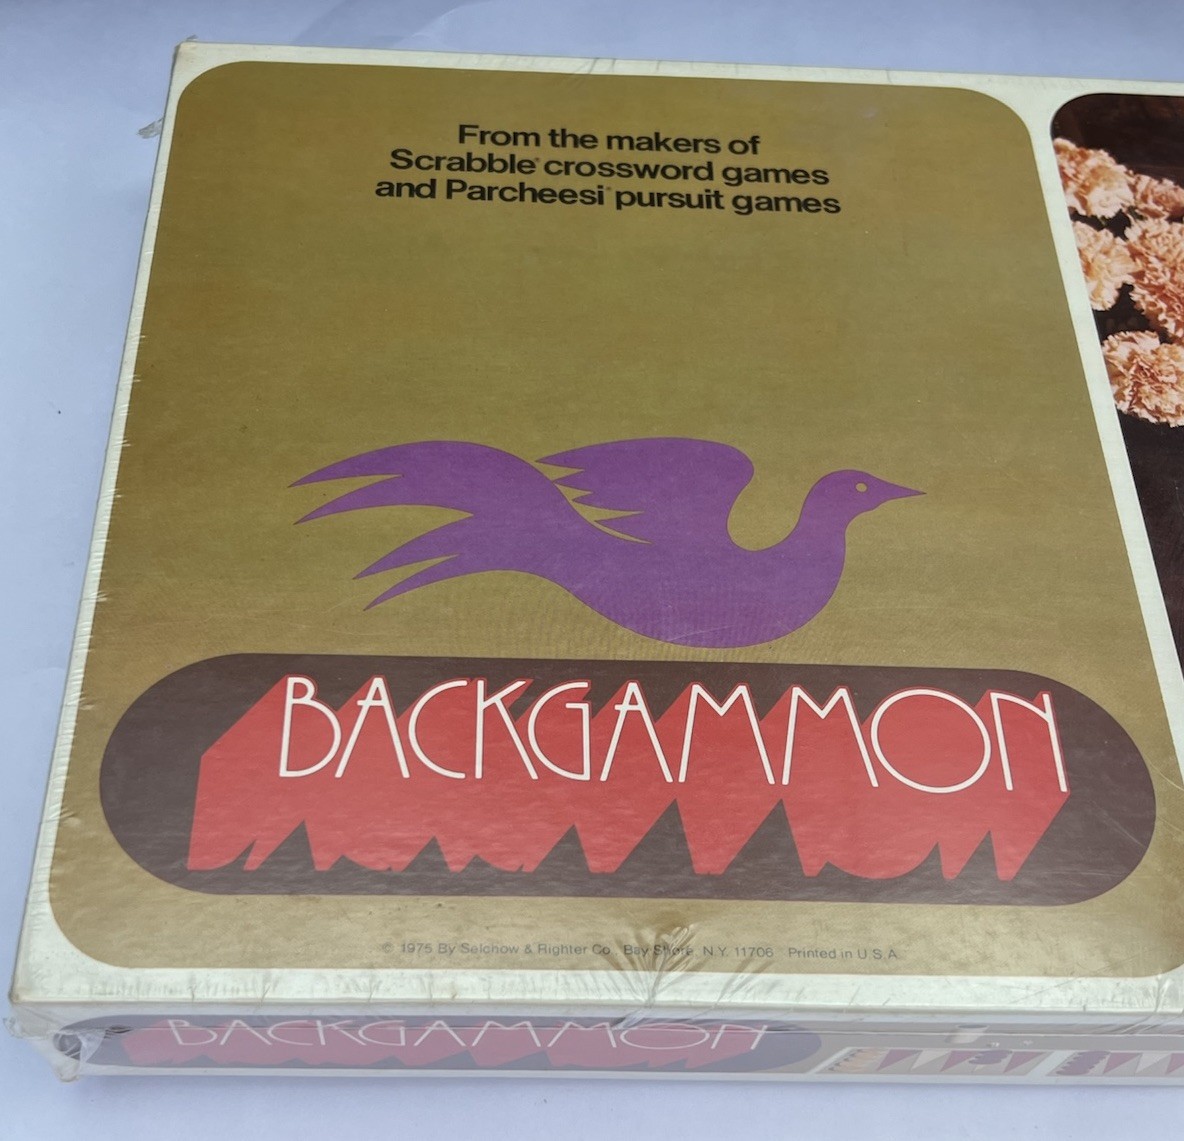 From the makers of
Scrabble® crossword games
and Parcheesi® pursuit games
BACKGAMMON
© 1975 By Selchow & Righter Co., Bay Shore, N.Y. 11706 Printed in U.S.A.
BACKGAMMON